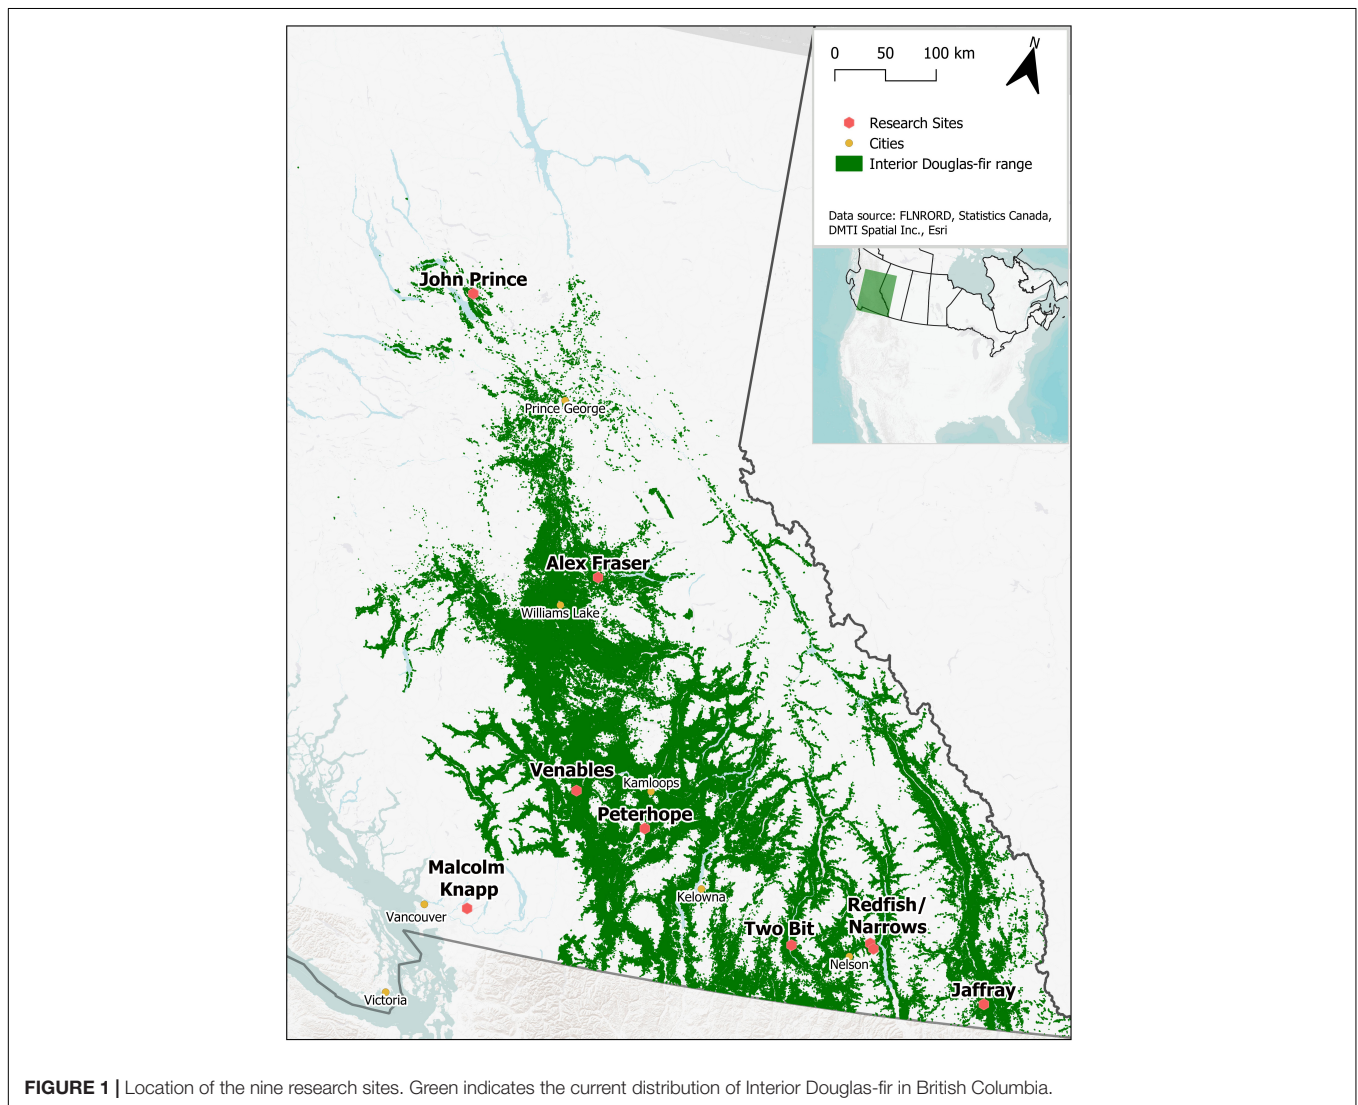 0 50 100 km
N
Research Sites
Cities
Interior Douglas-fir range
Data source: FLNRORD, Statistics Canada,
DMTI Spatial Inc., Esri
John Prince
Prince George
Alex Fraser
Williams Lake
Venables
Kamloops
Peterhope
Malcolm
Knapp
Vancouver
Kelowna
Redfish/
Narrows
Two Bit
Nelson
Jaffray
Victoria
FIGURE 1 | Location of the nine research sites. Green indicates the current distribution of Interior Douglas-fir in British Columbia.